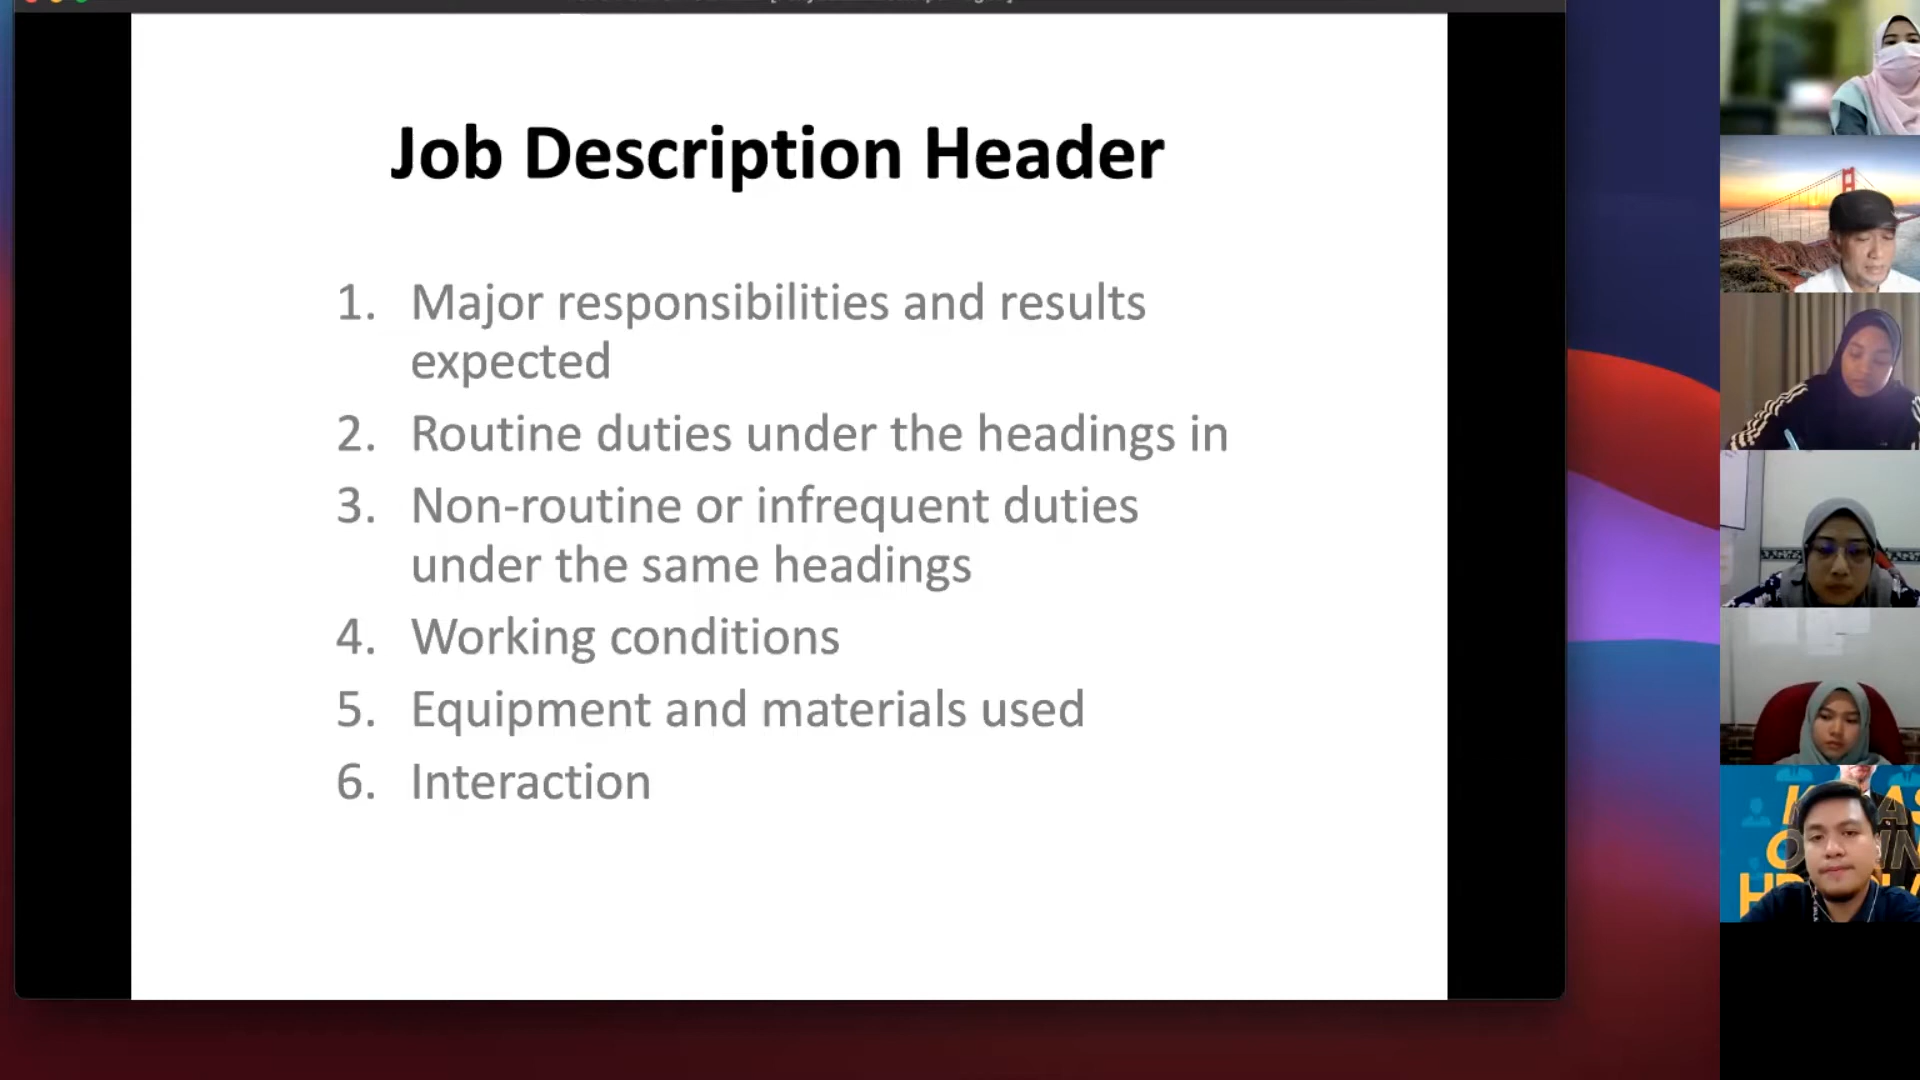 Job Description Header
1. Major responsibilities and results
expected
2. Routine duties under the headings in
3. Non-routine or infrequent duties
under the same headings
4. Working conditions
5. Equipment and materials used
6. Interaction